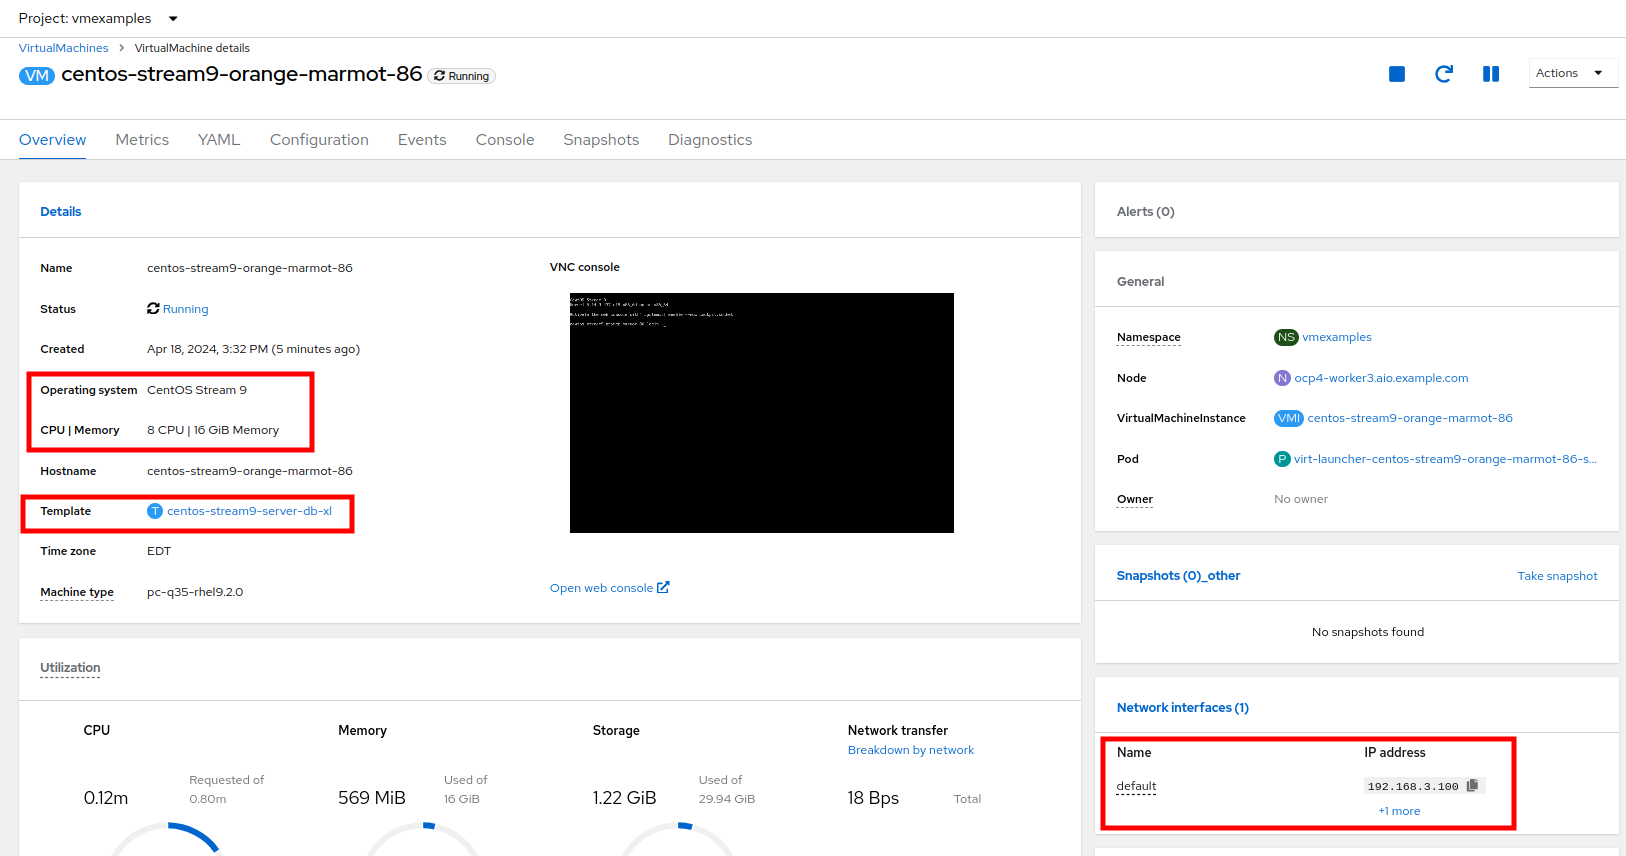 Project: vmexamples
VirtualMachines > VirtualMachine details
VM centos-stream9-orange-marmot-86 Running
Actions
Overview Metrics YAML Configuration Events Console Snapshots Diagnostics
Details
Name centos-stream9-orange-marmot-86
Status Running
Created Apr 18, 2024, 3:32 PM (5 minutes ago)
Operating system CentOS Stream 9
CPU | Memory 8 CPU | 16 GiB Memory
Hostname centos-stream9-orange-marmot-86
Template T centos-stream9-server-db-xl
Time zone EDT
Machine type pc-q35-rhel9.2.0
VNC console
CentOS Stream 9
Open web console
Utilization
CPU
0.12m
Requested of
0.80m
Memory
569 MiB
Used of
16 GiB
Storage
1.22 GiB
Used of
29.94 GiB
Network transfer
Breakdown by network
18 Bps Total
Alerts (0)
General
Namespace NS vmexamples
Node N ocp4-worker3.aio.example.com
VirtualMachineInstance VMI centos-stream9-orange-marmot-86
Pod P virt-launcher-centos-stream9-orange-marmot-86-s...
Owner No owner
Snapshots (0)_other Take snapshot
No snapshots found
Network interfaces (1)
Name IP address
default 192.168.3.100
+1 more